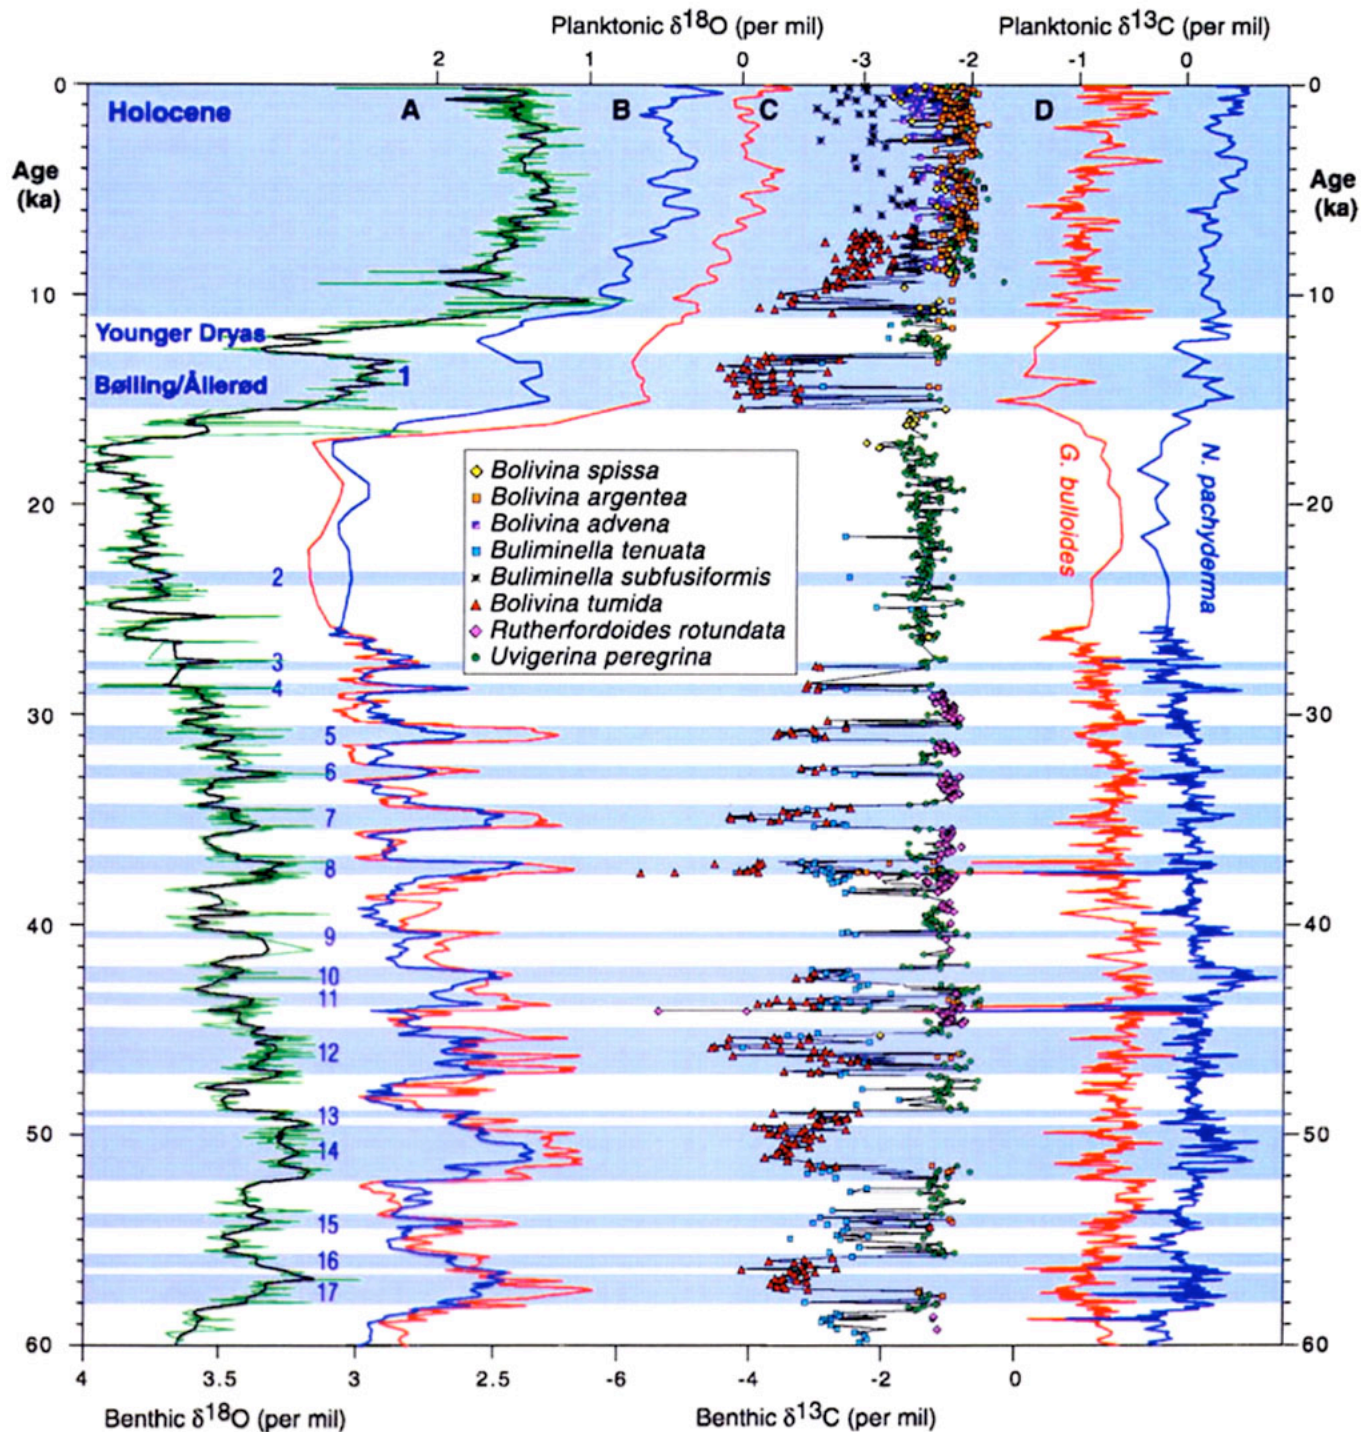 Planktonic δ18O (per mil) Planktonic δ13C (per mil)
2 1 0 -3 -2 -1 0
0 Holocene A B C D 0
Age
(ka)
Age
(ka)
10 10
Younger Dryas
Bølling/Ållerød 1
Bolivina spissa
Bolivina argentea
Bolivina advena
Buliminella tenuata
Buliminella subfusiformis
Bolivina tumida
Rutherfordoides rotundata
Uvigerina peregrina
G. bulloides
N. pachyderma
20 20
2
3
4
30 30
5
6
7
8
40 40
9
10
11
12
13
50 50
14
15
16
17
60 60
4 3.5 3 2.5 -6 -4 -2 0
Benthic δ18O (per mil) Benthic δ13C (per mil)